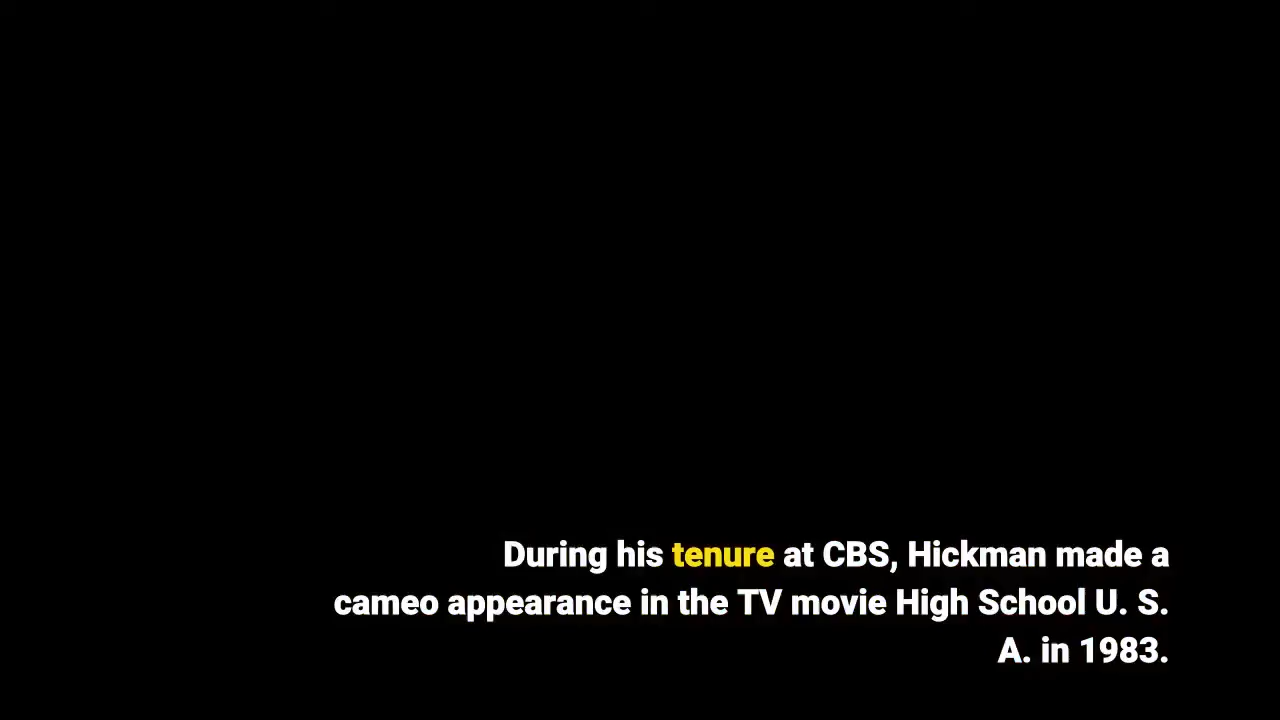 During his tenure at CBS, Hickman made a
cameo appearance in the TV movie High School U. S.
A. in 1983.